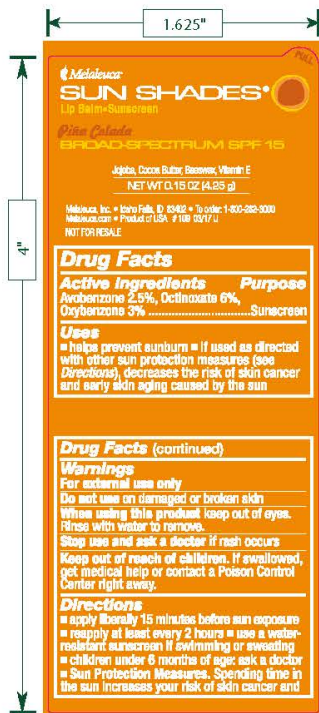 1.625"
4"
PULL
Melaleuca
SUN SHADES
Lip Balm•Sunscreen
Piña Colada
BROAD-SPECTRUM SPF 15
Jojoba, Cocoa Butter, Beeswax, Vitamin E
NET WT 0.15 OZ (4.25 g)
Melaleuca, Inc. • Idaho Falls, ID 83402 • To order: 1-800-282-3000
Melaleuca.com • Product of USA #109 03/17 U
NOT FOR RESALE
Drug Facts
Active Ingredients Purpose
Avobenzone 2.5%, Octinoxate 6%,
Oxybenzone 3% ................................Sunscreen
Uses
■ helps prevent sunburn ■ if used as directed
with other sun protection measures (see
Directions), decreases the risk of skin cancer
and early skin aging caused by the sun
Drug Facts (continued)
Warnings
For external use only
Do not use on damaged or broken skin
When using this product keep out of eyes.
Rinse with water to remove.
Stop use and ask a doctor if rash occurs
Keep out of reach of children. If swallowed,
get medical help or contact a Poison Control
Center right away.
Directions
■ apply liberally 15 minutes before sun exposure
■ reapply at least every 2 hours ■ use a water-
resistant sunscreen if swimming or sweating
■ children under 6 months of age: ask a doctor
■ Sun Protection Measures. Spending time in
the sun increases your risk of skin cancer and